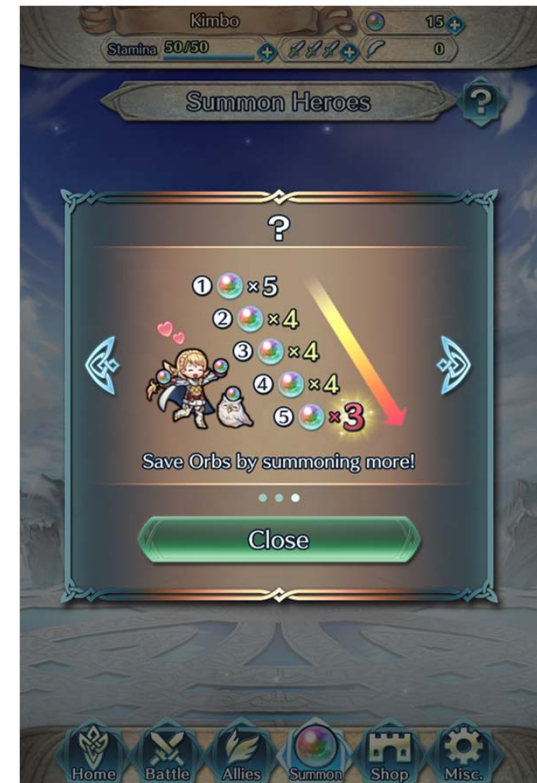 Kimbo
15
Stamina 50/50
0
Summon Heroes
?
?
① ×5
② ×4
③ ×4
④ ×4
⑤ ×3
Save Orbs by summoning more!
Close
Home Battle Allies Summon Shop Misc.